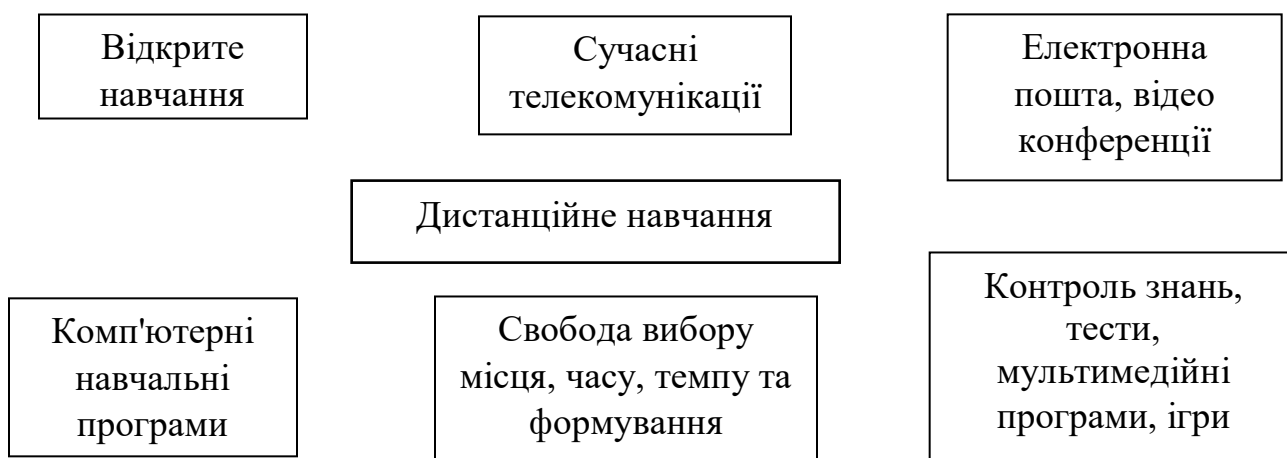 Відкрите
навчання
Сучасні
телекомунікації
Електронна
пошта, відео
конференції
Дистанційне навчання
Комп'ютерні
навчальні
програми
Свобода вибору
місця, часу, темпу та
формування
Контроль знань,
тести,
мультимедійні
програми, ігри